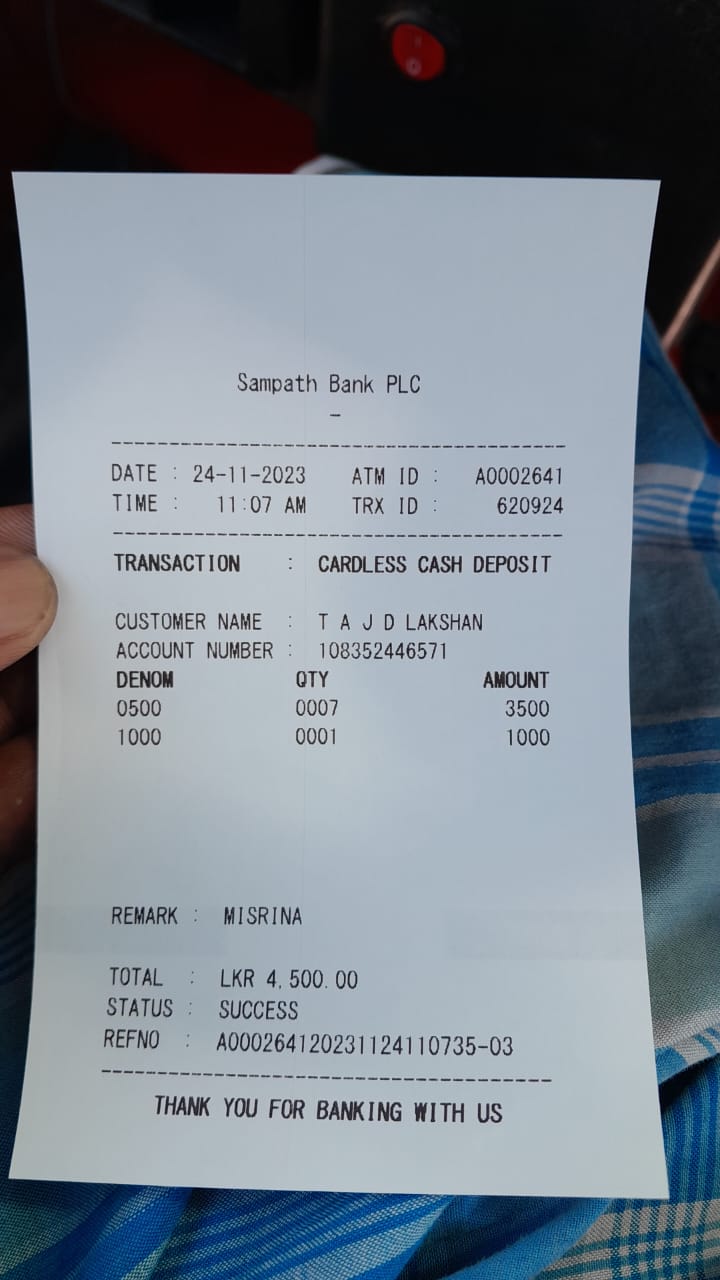 Sampath Bank PLC
-
--------------------------------------------------
DATE : 24-11-2023 ATM ID : A0002641
TIME : 11:07 AM TRX ID : 620924
--------------------------------------------------
TRANSACTION : CARDLESS CASH DEPOSIT
CUSTOMER NAME : T A J D LAKSHAN
ACCOUNT NUMBER : 108352446571
DENOM QTY AMOUNT
0500 0007 3500
1000 0001 1000
REMARK : MISRINA
TOTAL : LKR 4,500.00
STATUS : SUCCESS
REFNO : A000264120231124110735-03
--------------------------------------------------
THANK YOU FOR BANKING WITH US